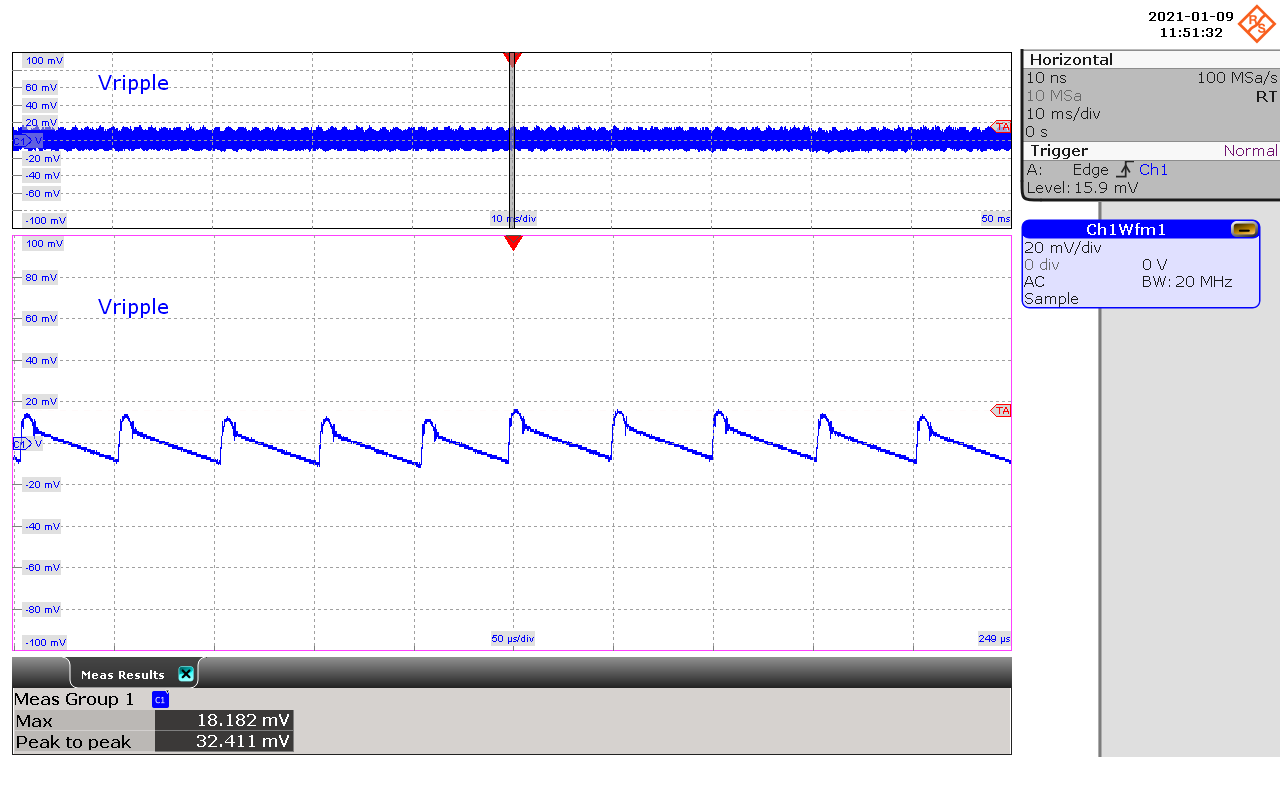 2021-01-09
11:51:32
R&S
Horizontal
10 ns 100 MSa/s
10 MSa RT
10 ms/div
0 s
Trigger Normal
A: Edge Ch1
Level: 15.9 mV
Ch1Wfm1
20 mV/div
0 div 0 V
AC BW: 20 MHz
Sample
100 mV
Vripple
60 mV
40 mV
20 mV
TA
C1 V
-20 mV
-40 mV
-60 mV
-100 mV 10 ms/div 50 ms
100 mV
80 mV
Vripple
60 mV
40 mV
20 mV
TA
C1 V
-20 mV
-40 mV
-60 mV
-80 mV
-100 mV 50 µs/div 249 µs
Meas Results
Meas Group 1 C1
Max 18.182 mV
Peak to peak 32.411 mV